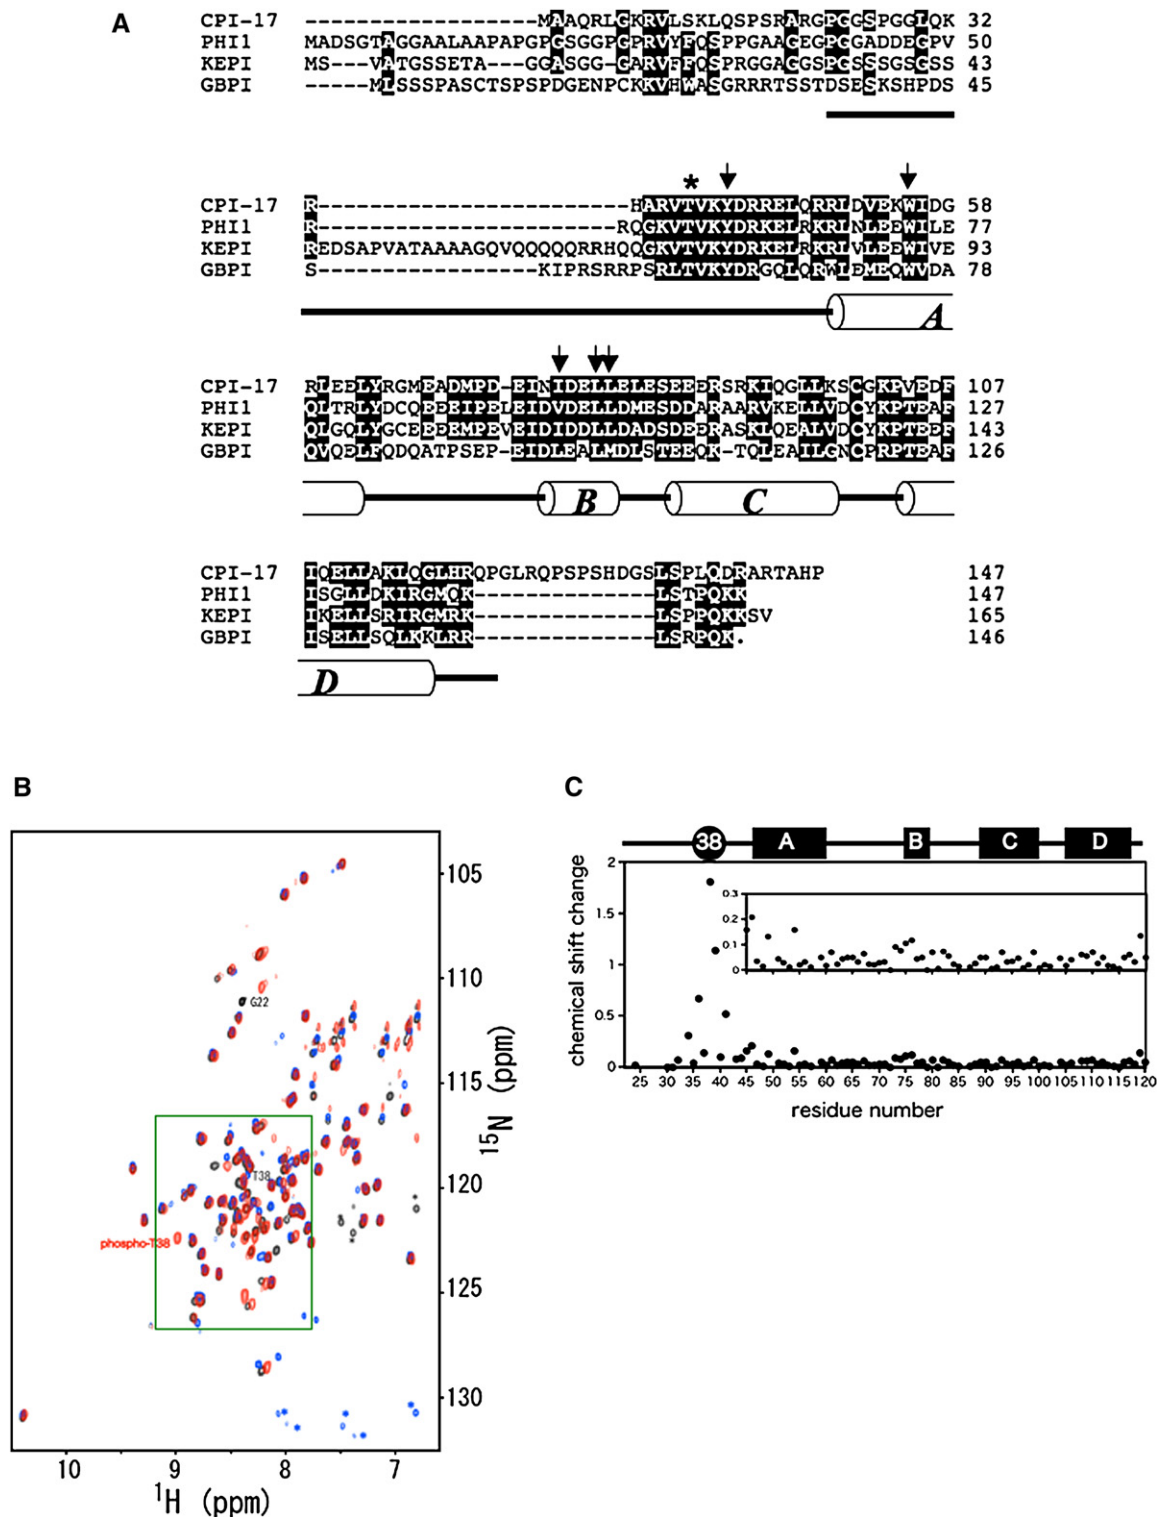 A
CPI-17 -----------------MAAQRLGKRVLSKLQSPSRARGPGGSPGGLQK 32
PHI1 MADSGTAGGAALAAPAPGPGSGGPGPRVYFQSPPGAAGEGPGGADDEGPV 50
KEPI MS---VATGSSETA---GGASGG-GARVFFQSPRGGAGGSPGSSSGSGSS 43
GBPI -----MLSSSPASCTSPSPDGENPCKKVHWASGRRRTSSTDSESKSHPDS 45
* ↓ ↓
CPI-17 R------------------------HARVTVKYDRRELQRRLDVEKWIDG 58
PHI1 R-----------------------RQGKVTVKYDRKELRKRLNLEEWILE 77
KEPI REDSAPVATAAAAGQVQQQQQRRHQQGKVTVKYDRKELRKRLVLEEWIVE 93
GBPI S-----------------KIPRSRRPSRLTVKYDRGQLQRWLEMEQWVDA 78
A
↓ ↓↓
CPI-17 RLEELYRGMEADMPD-EINIDELLELESEEERSRKIQGLLKSCGKPVEDF 107
PHI1 QLTRLYDCQEEEIPELEIDVDELLDMESDDARAARVKELLVDCYKPTEAF 127
KEPI QLGQLYGCEEEEMPEVEIDIDDLLDADSDEERASKLQEALVDCYKPTEEF 143
GBPI QVQELFQDQATPSEP-EIDLEALMDLSTEEQK-TQLEAILGNCPRPTEAF 126
B C
CPI-17 IQELLAKLQGLHRQPGLRQPSPSHDGSLSPLQDRARTAHP 147
PHI1 ISGLLDKIRGMQK--------------LSTPQKK 147
KEPI IKELLSRIRGMRK--------------LSPPQKKSV 165
GBPI ISELLSQLKKLRR--------------LSRPQK. 146
D
B
G22
T38
phospho-T38
105
110
115
120
125
130
15N (ppm)
10 9 8 7
1H (ppm)
C
38 A B C D
chemical shift change
2
1.5
1
0.5
0
0.3
0.2
0.1
0
25 30 35 40 45 50 55 60 65 70 75 80 85 90 95 100 105 110 115 120
residue number